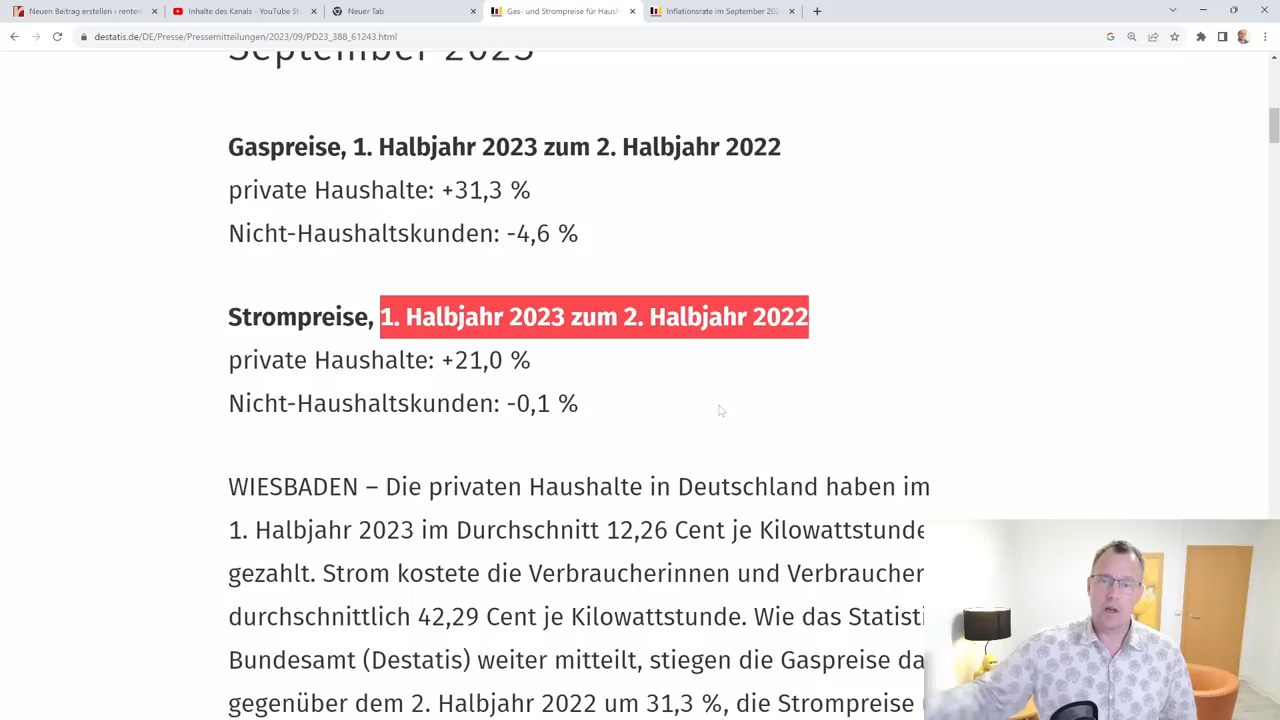 Neuen Beitrag erstellen ‹ renten
Inhalte des Kanals - YouTube St
Neuer Tab
Gas- und Strompreise für Haush
Inflationsrate im September 202
destatis.de/DE/Presse/Pressemitteilungen/2023/09/PD23_388_61243.html
September 2023
Gaspreise, 1. Halbjahr 2023 zum 2. Halbjahr 2022
private Haushalte: +31,3 %
Nicht-Haushaltskunden: -4,6 %
Strompreise, 1. Halbjahr 2023 zum 2. Halbjahr 2022
private Haushalte: +21,0 %
Nicht-Haushaltskunden: -0,1 %
WIESBADEN – Die privaten Haushalte in Deutschland haben im
1. Halbjahr 2023 im Durchschnitt 12,26 Cent je Kilowattstunde
gezahlt. Strom kostete die Verbraucherinnen und Verbraucher
durchschnittlich 42,29 Cent je Kilowattstunde. Wie das Statisti
Bundesamt (Destatis) weiter mitteilt, stiegen die Gaspreise da
gegenüber dem 2. Halbjahr 2022 um 31,3 %, die Strompreise